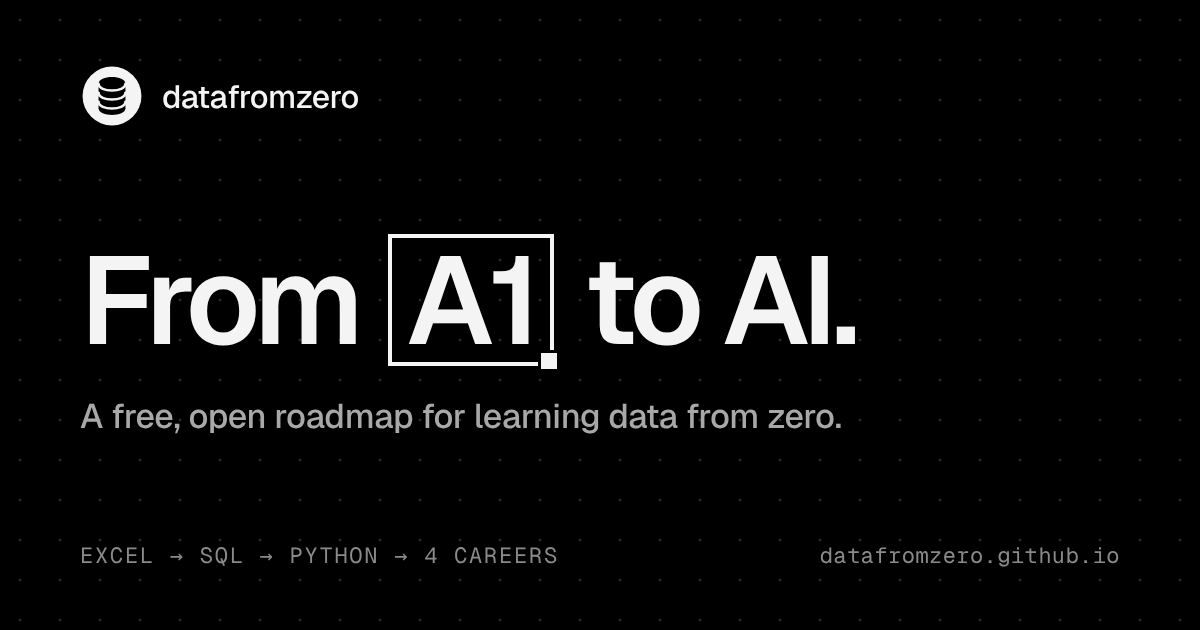 datafromzero
From A1 to AI.
A free, open roadmap for learning data from zero.
EXCEL → SQL → PYTHON → 4 CAREERS
datafromzero.github.io